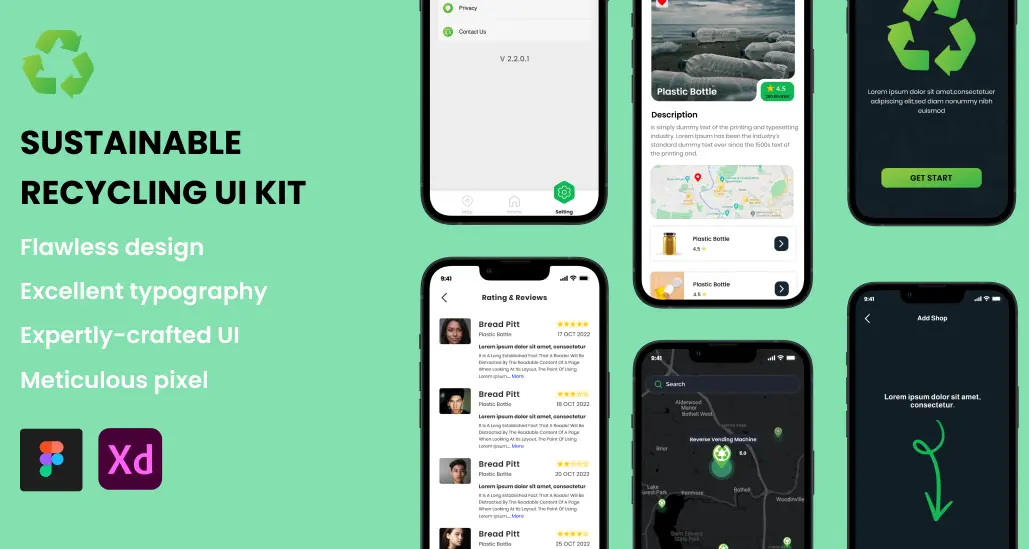 SUSTAINABLE
RECYCLING UI KIT
Flawless design
Excellent typography
Expertly-crafted UI
Meticulous pixel
Xd
Privacy
Contact Us
V 2.2.0.1
Home
Setting
9:41
Rating & Reviews
Bread Pitt
Plastic Bottle
17 OCT 2022
Lorem ipsum dolor sit amet, consectetur
It Is A Long Established Fact That A Reader Will Be
Distracted By The Readable Content Of A Page
When Looking At Its Layout. The Point Of Using
Lorem Ipsum... More
Bread Pitt
Plastic Bottle
18 OCT 2022
Lorem ipsum dolor sit amet, consectetur
It Is A Long Established Fact That A Reader Will Be
Distracted By The Readable Content Of A Page
When Looking At Its Layout. The Point Of Using
Lorem Ipsum... More
Bread Pitt
Plastic Bottle
20 OCT 2022
Lorem ipsum dolor sit amet, consectetur
It Is A Long Established Fact That A Reader Will Be
Distracted By The Readable Content Of A Page
When Looking At Its Layout. The Point Of Using
Lorem Ipsum... More
Bread Pitt
Plastic Bottle
25 OCT 2022
Plastic Bottle
4.5
Description
is simply dummy text of the printing and typesetting
industry. Lorem Ipsum has been the industry's
standard dummy text ever since the 1500s.text of
the printing and.
Plastic Bottle
4.5
Plastic Bottle
4.5
9:41
Search
Alderwood
Manor
Bothell West
Reverse Vending Machine
5.0
Brier
Lake
Forest Park
Kenmore
Bothell
Woodinville
Saint Edward
State Park
Lorem ipsum dolor sit amet,consectetuer
adipiscing elit,sed diam nonummy nibh
euismod
GET START
9:41
Add Shop
Lorem ipsum dolor sit amet,
consectetur.